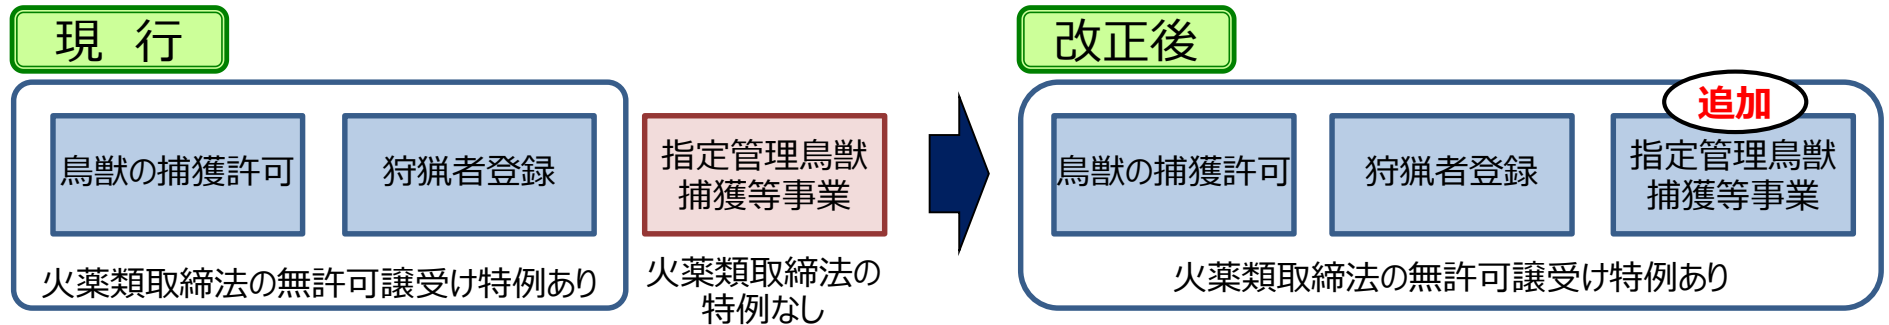 現 行
鳥獣の捕獲許可
狩猟者登録
火薬類取締法の無許可譲受け特例あり
指定管理鳥獣
捕獲等事業
火薬類取締法の
特例なし
改正後
鳥獣の捕獲許可
狩猟者登録
追加
指定管理鳥獣
捕獲等事業
火薬類取締法の無許可譲受け特例あり